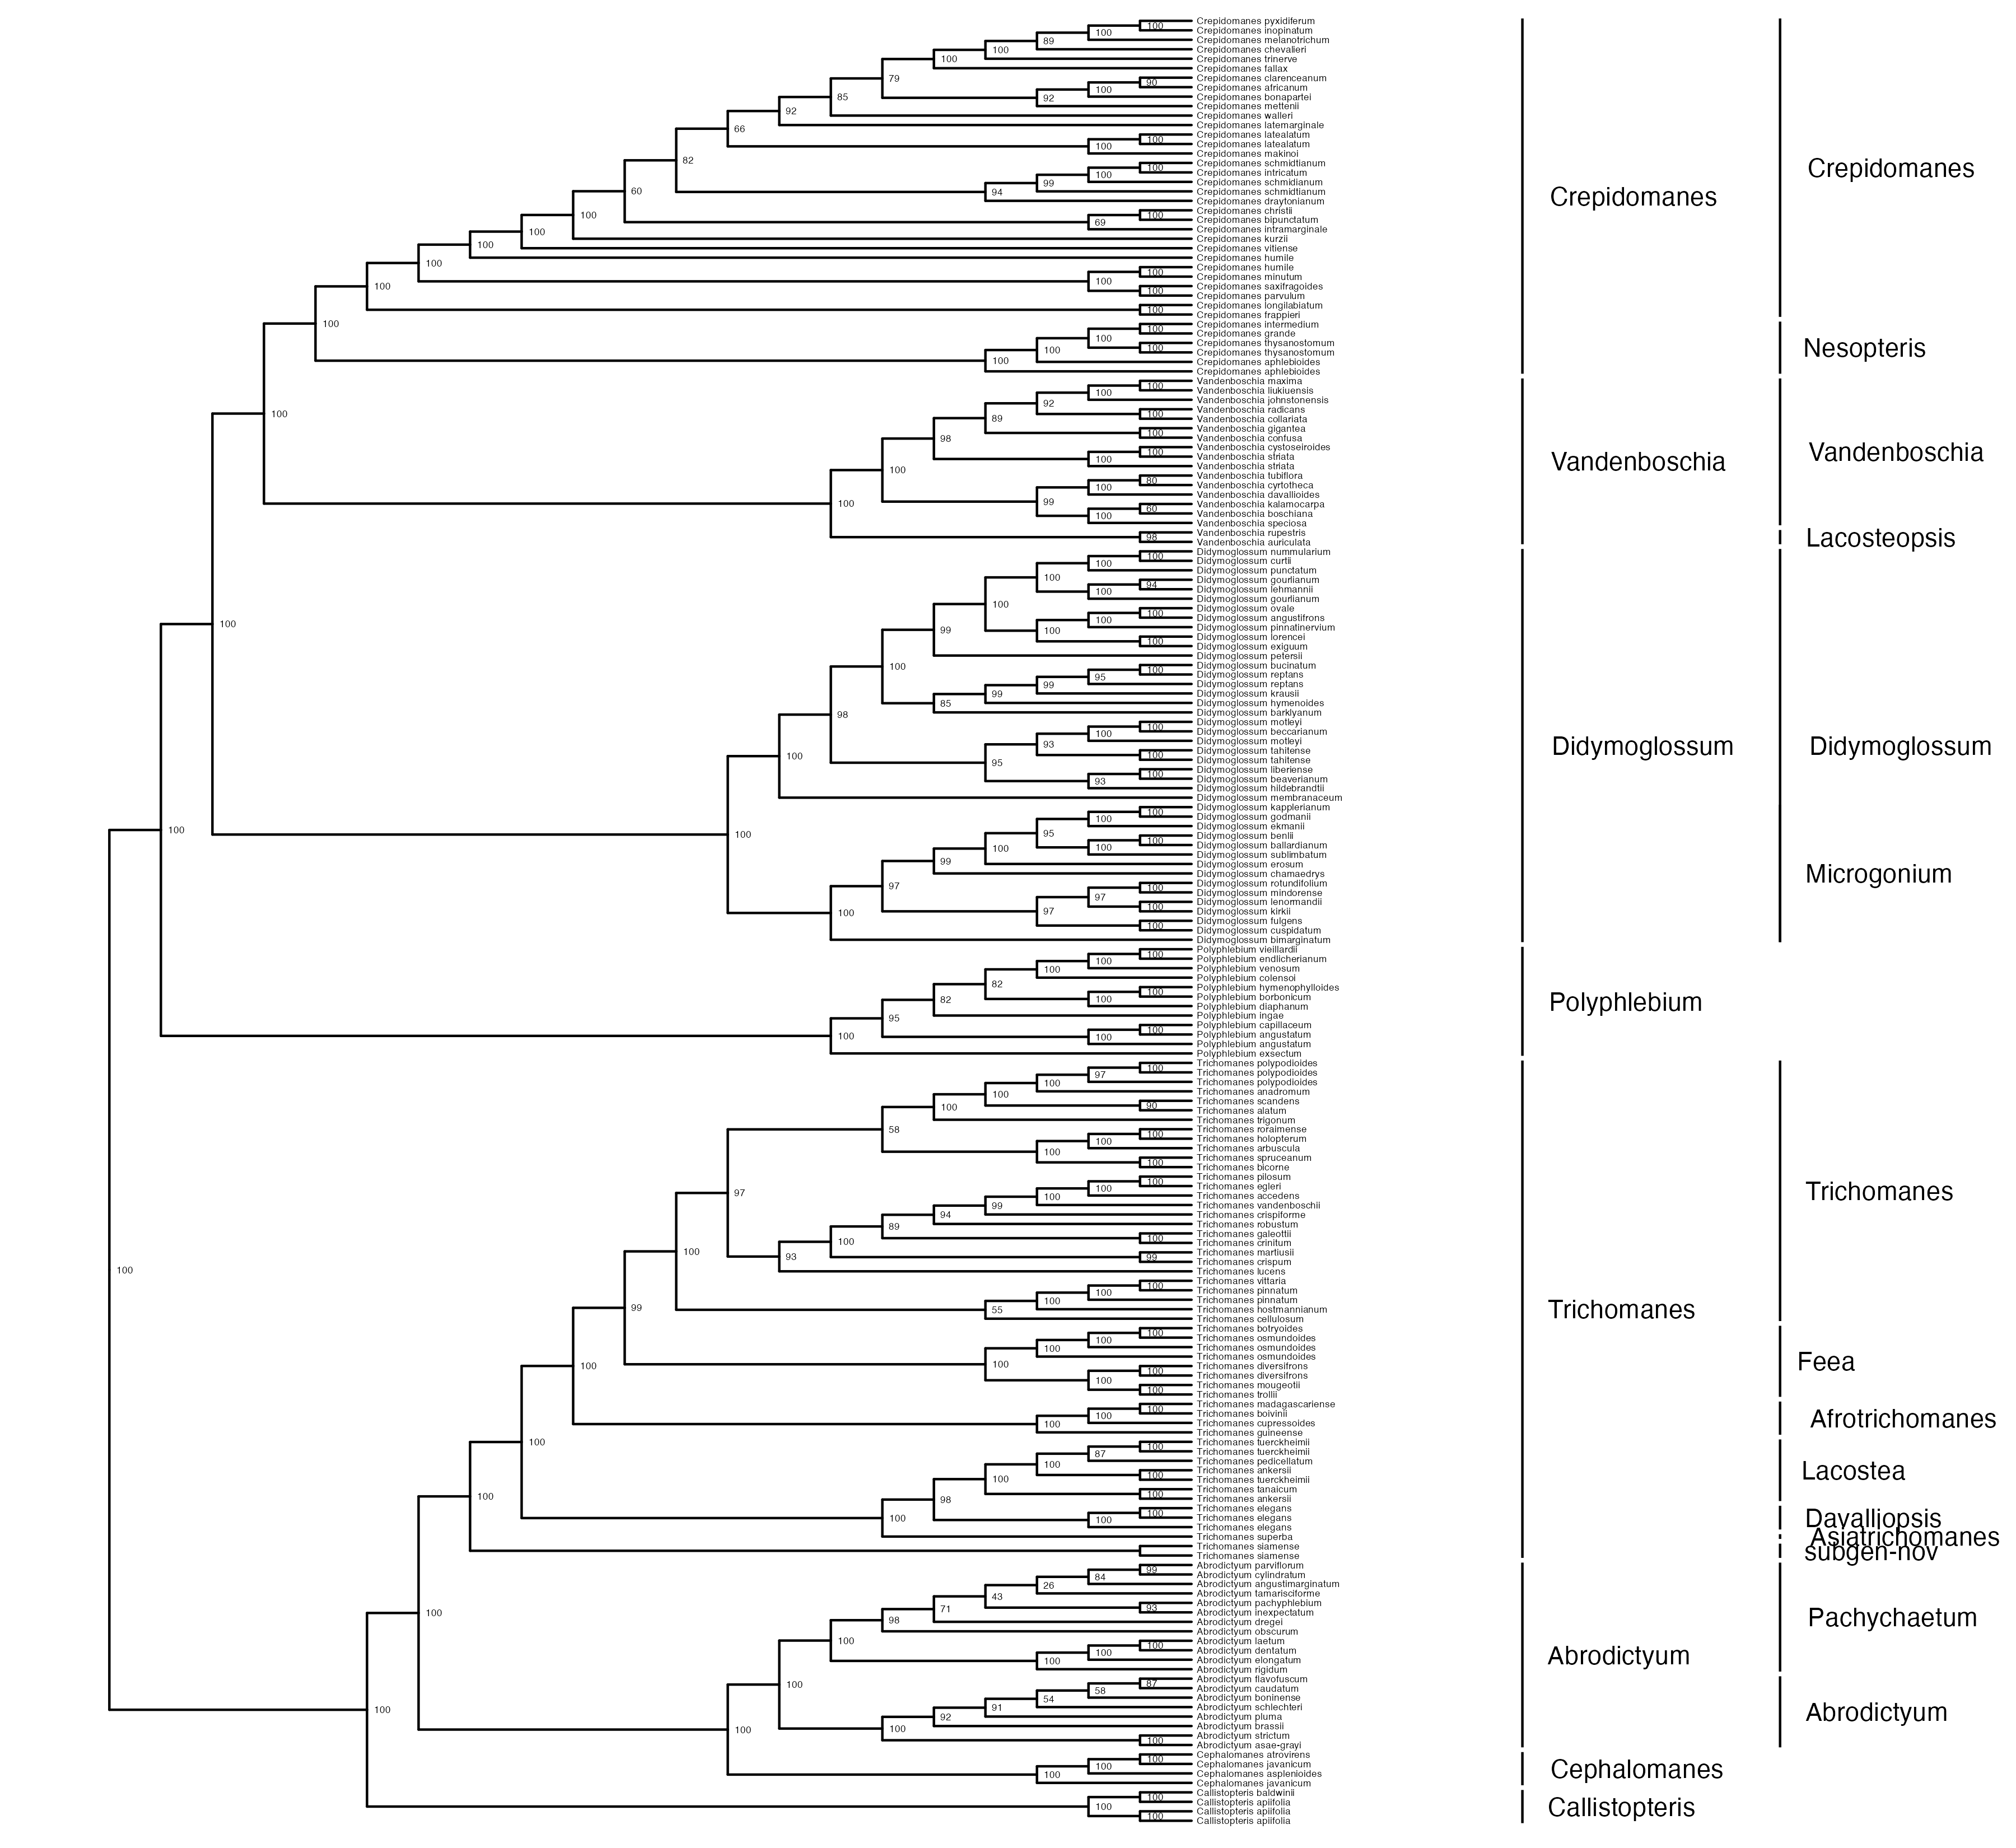 Crepidomanes pyxidiferum
Crepidomanes inopinatum
Crepidomanes melanotrichum
Crepidomanes chevalieri
Crepidomanes trinerve
Crepidomanes fallax
Crepidomanes clarenceanum
Crepidomanes africanum
Crepidomanes bonapartei
Crepidomanes mettenii
Crepidomanes walleri
Crepidomanes latemarginale
Crepidomanes latealatum
Crepidomanes latealatum
Crepidomanes makinoi
Crepidomanes schmidtianum
Crepidomanes intricatum
Crepidomanes schmidianum
Crepidomanes schmidtianum
Crepidomanes draytonianum
Crepidomanes christii
Crepidomanes bipunctatum
Crepidomanes intramarginale
Crepidomanes kurzii
Crepidomanes vitiense
Crepidomanes humile
Crepidomanes humile
Crepidomanes minutum
Crepidomanes saxifragoides
Crepidomanes parvulum
Crepidomanes longilabiatum
Crepidomanes frappieri
Crepidomanes intermedium
Crepidomanes grande
Crepidomanes thysanostomum
Crepidomanes thysanostomum
Crepidomanes aphlebioides
Crepidomanes aphlebioides
Vandenboschia maxima
Vandenboschia liukiuensis
Vandenboschia johnstonensis
Vandenboschia radicans
Vandenboschia collariata
Vandenboschia gigantea
Vandenboschia confusa
Vandenboschia cystoseiroides
Vandenboschia striata
Vandenboschia striata
Vandenboschia tubiflora
Vandenboschia cyrtotheca
Vandenboschia davallioides
Vandenboschia kalamocarpa
Vandenboschia boschiana
Vandenboschia speciosa
Vandenboschia rupestris
Vandenboschia auriculata
Didymoglossum nummularium
Didymoglossum curtii
Didymoglossum punctatum
Didymoglossum gourlianum
Didymoglossum lehmannii
Didymoglossum gourlianum
Didymoglossum ovale
Didymoglossum angustifrons
Didymoglossum pinnatinervium
Didymoglossum lorencei
Didymoglossum exiguum
Didymoglossum petersii
Didymoglossum bucinatum
Didymoglossum reptans
Didymoglossum reptans
Didymoglossum krausii
Didymoglossum hymenoides
Didymoglossum barklyanum
Didymoglossum motleyi
Didymoglossum beccarianum
Didymoglossum motleyi
Didymoglossum tahitense
Didymoglossum tahitense
Didymoglossum liberiense
Didymoglossum beaverianum
Didymoglossum hildebrandtii
Didymoglossum membranaceum
Didymoglossum kapplerianum
Didymoglossum godmanii
Didymoglossum ekmanii
Didymoglossum benlii
Didymoglossum ballardianum
Didymoglossum sublimbatum
Didymoglossum erosum
Didymoglossum chamaedrys
Didymoglossum rotundifolium
Didymoglossum mindorense
Didymoglossum lenormandii
Didymoglossum kirkii
Didymoglossum fulgens
Didymoglossum cuspidatum
Didymoglossum bimarginatum
Polyphlebium vieillardii
Polyphlebium endlicherianum
Polyphlebium venosum
Polyphlebium colensoi
Polyphlebium hymenophylloides
Polyphlebium borbonicum
Polyphlebium diaphanum
Polyphlebium ingae
Polyphlebium capillaceum
Polyphlebium angustatum
Polyphlebium angustatum
Polyphlebium exsectum
Trichomanes polypodioides
Trichomanes polypodioides
Trichomanes polypodioides
Trichomanes anadromum
Trichomanes scandens
Trichomanes alatum
Trichomanes trigonum
Trichomanes roraimense
Trichomanes holopterum
Trichomanes arbuscula
Trichomanes spruceanum
Trichomanes bicorne
Trichomanes pilosum
Trichomanes egleri
Trichomanes accedens
Trichomanes vandenboschii
Trichomanes crispiforme
Trichomanes robustum
Trichomanes galeottii
Trichomanes crinitum
Trichomanes martiusii
Trichomanes crispum
Trichomanes lucens
Trichomanes vittaria
Trichomanes pinnatum
Trichomanes pinnatum
Trichomanes hostmannianum
Trichomanes cellulosum
Trichomanes botryoides
Trichomanes osmundoides
Trichomanes osmundoides
Trichomanes osmundoides
Trichomanes diversifrons
Trichomanes diversifrons
Trichomanes mougeotii
Trichomanes trollii
Trichomanes madagascariense
Trichomanes boivinii
Trichomanes cupressoides
Trichomanes guineense
Trichomanes tuerckheimii
Trichomanes tuerckheimii
Trichomanes pedicellatum
Trichomanes ankersii
Trichomanes tuerckheimii
Trichomanes tanaicum
Trichomanes ankersii
Trichomanes elegans
Trichomanes elegans
Trichomanes elegans
Trichomanes superba
Trichomanes siamense
Trichomanes siamense
Abrodictyum parviflorum
Abrodictyum cylindratum
Abrodictyum angustimarginatum
Abrodictyum tamarisciforme
Abrodictyum pachyphlebium
Abrodictyum inexpectatum
Abrodictyum dregei
Abrodictyum obscurum
Abrodictyum laetum
Abrodictyum dentatum
Abrodictyum elongatum
Abrodictyum rigidum
Abrodictyum flavofuscum
Abrodictyum caudatum
Abrodictyum boninense
Abrodictyum schlechteri
Abrodictyum pluma
Abrodictyum brassii
Abrodictyum strictum
Abrodictyum asae-grayi
Cephalomanes atrovirens
Cephalomanes javanicum
Cephalomanes asplenioides
Cephalomanes javanicum
Callistopteris baldwinii
Callistopteris apiifolia
Callistopteris apiifolia
Callistopteris apiifolia
Crepidomanes
Vandenboschia
Didymoglossum
Polyphlebium
Trichomanes
Abrodictyum
Cephalomanes
Callistopteris
Crepidomanes
Nesopteris
Vandenboschia
Lacosteopsis
Didymoglossum
Microgonium
Trichomanes
Feea
Afrotrichomanes
Lacostea
Davalliopsis
Asiatrichomanes
subgen-nov
Pachychaetum
Abrodictyum